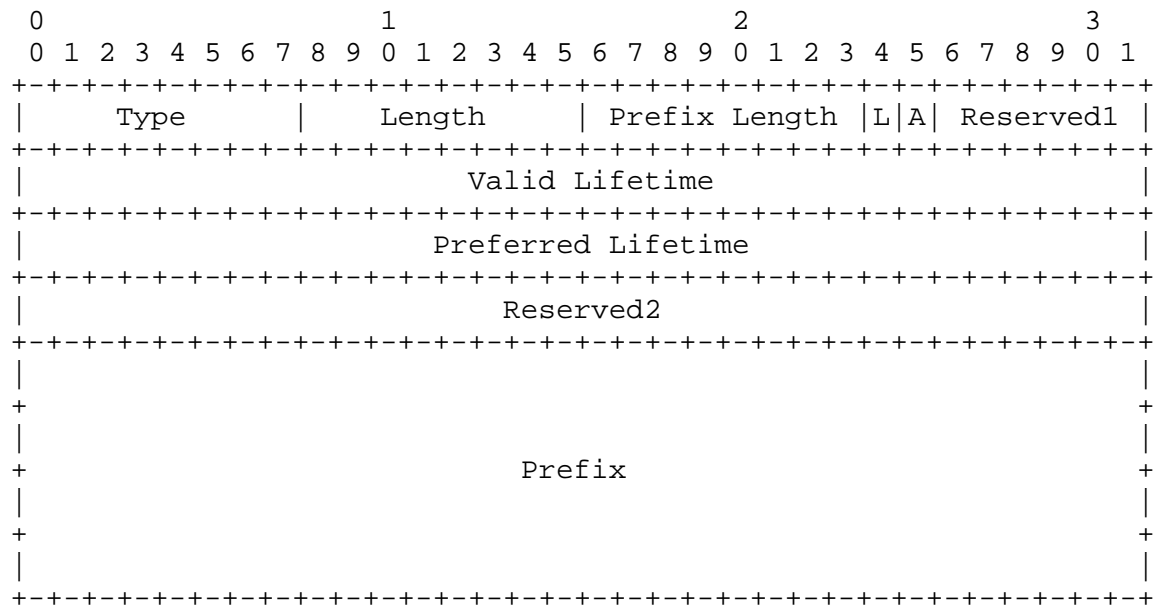 0                   1                   2                   3
 0 1 2 3 4 5 6 7 8 9 0 1 2 3 4 5 6 7 8 9 0 1 2 3 4 5 6 7 8 9 0 1
+-+-+-+-+-+-+-+-+-+-+-+-+-+-+-+-+-+-+-+-+-+-+-+-+-+-+-+-+-+-+-+-+
|     Type      |    Length     | Prefix Length |L|A| Reserved1 |
+-+-+-+-+-+-+-+-+-+-+-+-+-+-+-+-+-+-+-+-+-+-+-+-+-+-+-+-+-+-+-+-+
|                         Valid Lifetime                        |
+-+-+-+-+-+-+-+-+-+-+-+-+-+-+-+-+-+-+-+-+-+-+-+-+-+-+-+-+-+-+-+-+
|                       Preferred Lifetime                      |
+-+-+-+-+-+-+-+-+-+-+-+-+-+-+-+-+-+-+-+-+-+-+-+-+-+-+-+-+-+-+-+-+
|                           Reserved2                           |
+-+-+-+-+-+-+-+-+-+-+-+-+-+-+-+-+-+-+-+-+-+-+-+-+-+-+-+-+-+-+-+-+
|                                                               |
+                                                               +
|                                                               |
+                            Prefix                             +
|                                                               |
+                                                               +
|                                                               |
+-+-+-+-+-+-+-+-+-+-+-+-+-+-+-+-+-+-+-+-+-+-+-+-+-+-+-+-+-+-+-+-+